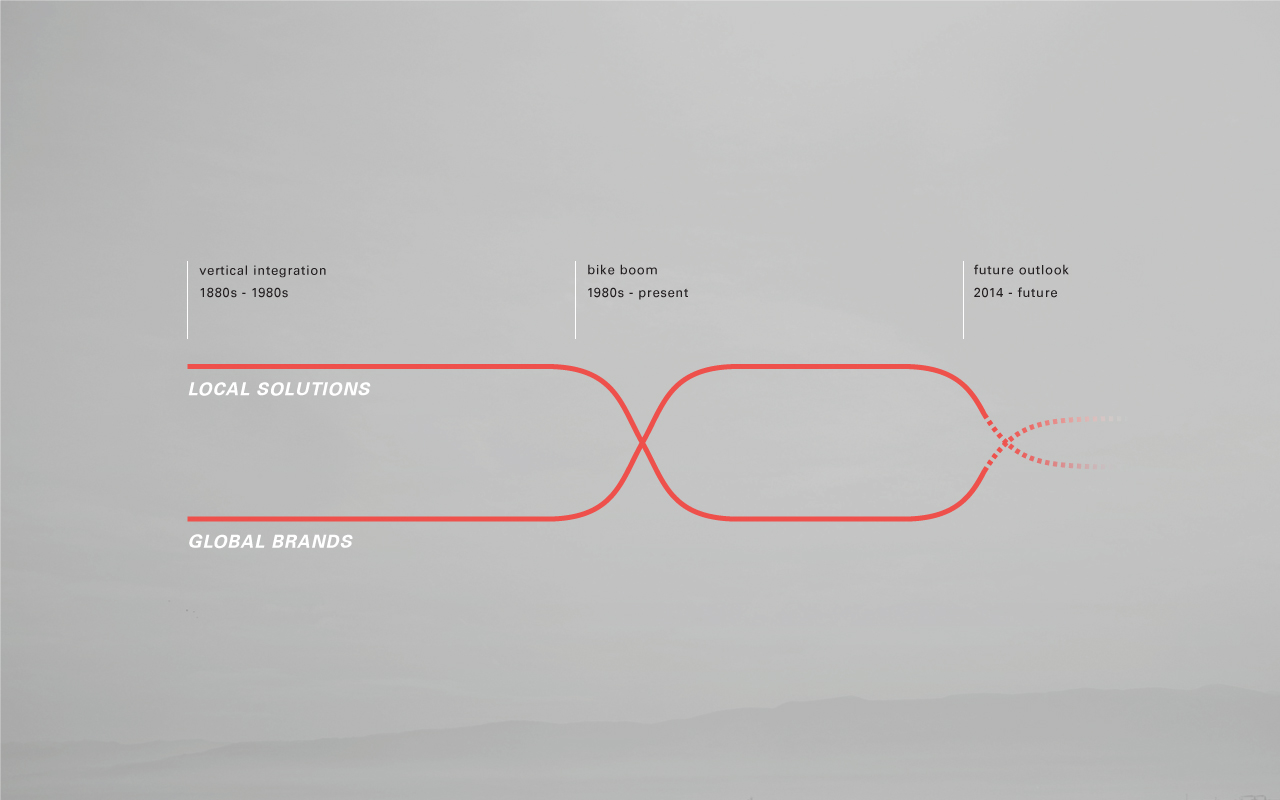 vertical integration
1880s - 1980s
bike boom
1980s - present
future outlook
2014 - future
LOCAL SOLUTIONS
GLOBAL BRANDS